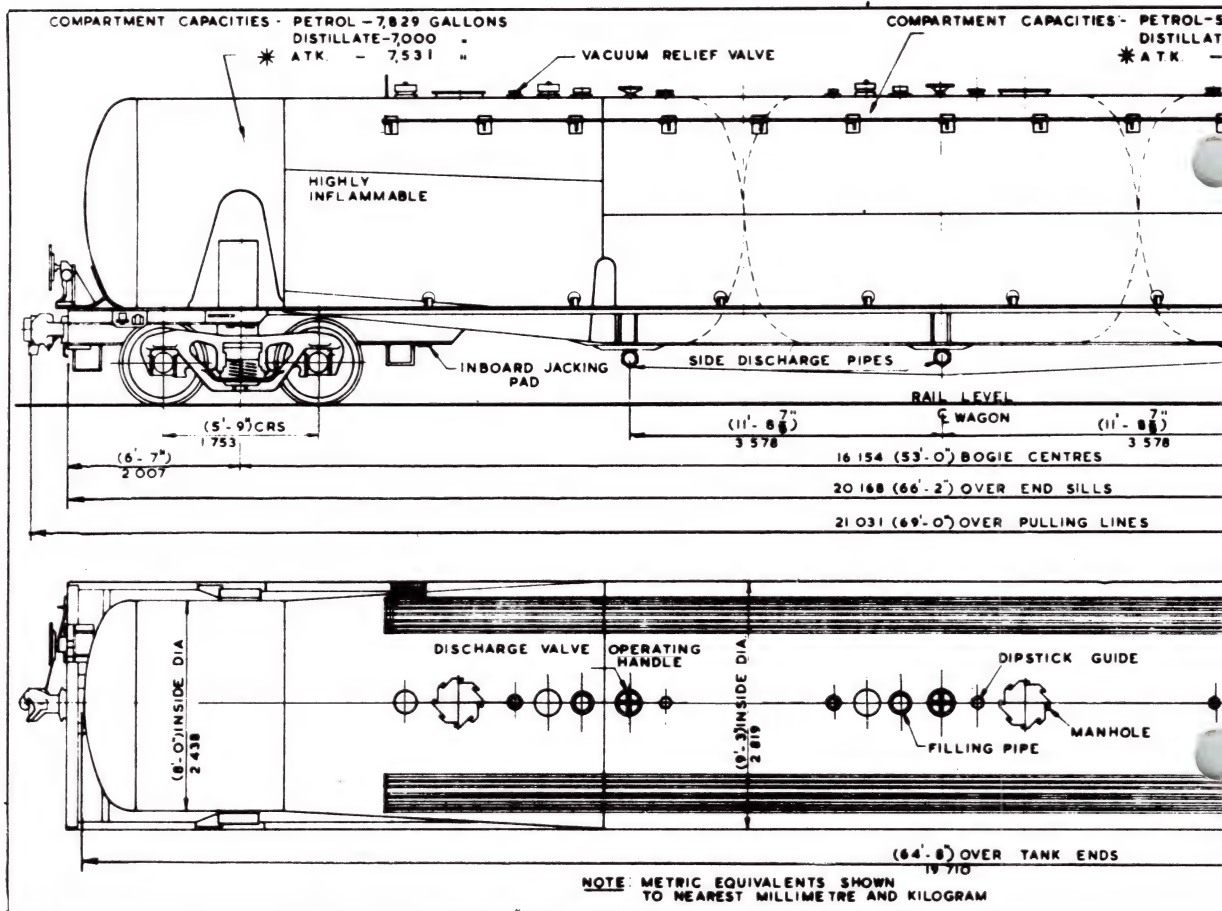 COMPARTMENT CAPACITIES - PETROL - 7,829 GALLONS
DISTILLATE - 7,000 "
* A.T.K. - 7,531 "
VACUUM RELIEF VALVE
COMPARTMENT CAPACITIES - PETROL-5
DISTILLAT
* A.T.K. -
HIGHLY
INFLAMMABLE
INBOARD JACKING
PAD
SIDE DISCHARGE PIPES
RAIL LEVEL
℄ WAGON
(5'-9") CRS
1 753
(11'-8 7/8")
3 578
(11'-8 7/8")
3 578
(6'-7")
2 007
16 154 (53'-0") BOGIE CENTRES
20 168 (66'-2") OVER END SILLS
21 031 (69'-0") OVER PULLING LINES
(8'-0") INSIDE DIA
2 438
DISCHARGE VALVE OPERATING
HANDLE
(9'-3") INSIDE DIA
2 819
DIPSTICK GUIDE
MANHOLE
FILLING PIPE
(64'-8") OVER TANK ENDS
19 710
NOTE: METRIC EQUIVALENTS SHOWN
TO NEAREST MILLIMETRE AND KILOGRAM